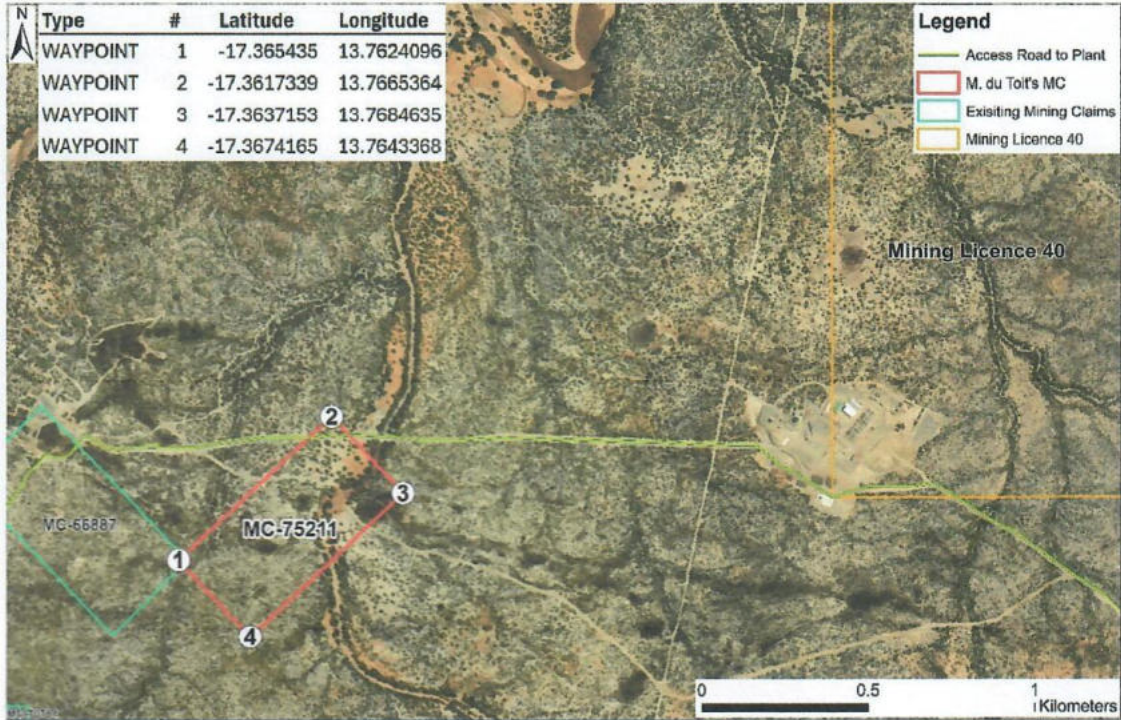 N
Type # Latitude Longitude
WAYPOINT 1 -17.365435 13.7624096
WAYPOINT 2 -17.3617339 13.7665364
WAYPOINT 3 -17.3637153 13.7684635
WAYPOINT 4 -17.3674165 13.7643368
Legend
Access Road to Plant
M. du Toit's MC
Exisiting Mining Claims
Mining Licence 40
Mining Licence 40
2
3
MC-66887
MC-75211
1
4
0 0.5 1
Kilometers